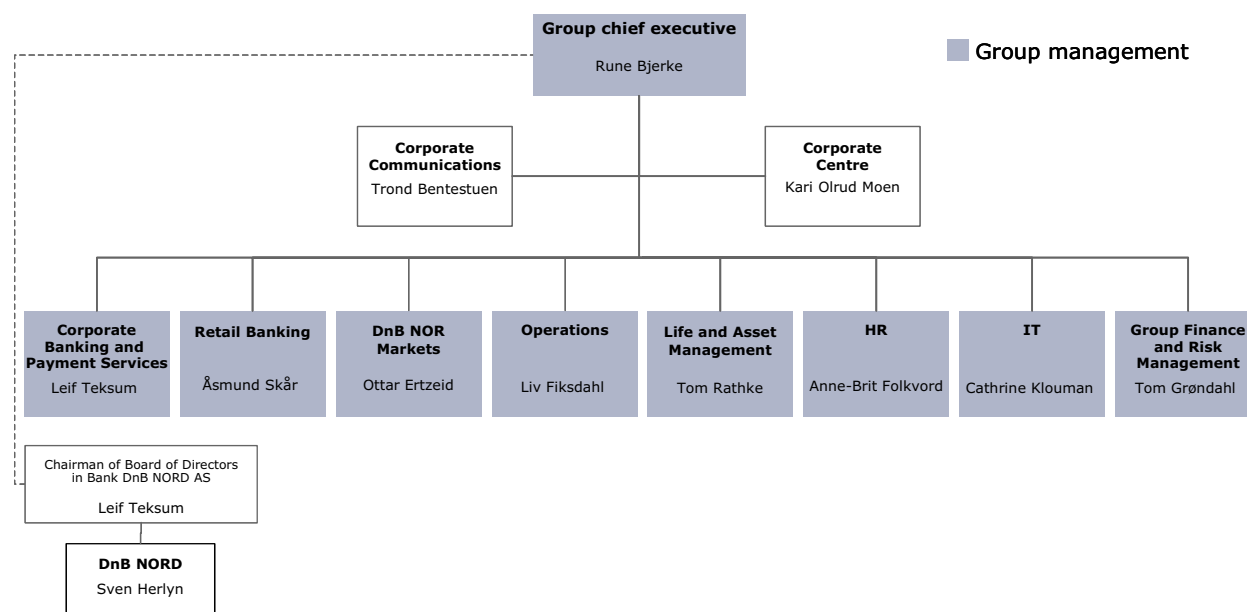 Group chief executive
Rune Bjerke
Group management
Corporate
Communications
Trond Bentestuen
Corporate
Centre
Kari Olrud Moen
Corporate
Banking and
Payment Services
Leif Teksum
Retail Banking
Åsmund Skår
DnB NOR
Markets
Ottar Ertzeid
Operations
Liv Fiksdahl
Life and Asset
Management
Tom Rathke
HR
Anne-Brit Folkvord
IT
Cathrine Klouman
Group Finance
and Risk
Management
Tom Grøndahl
Chairman of Board of Directors
in Bank DnB NORD AS
Leif Teksum
DnB NORD
Sven Herlyn